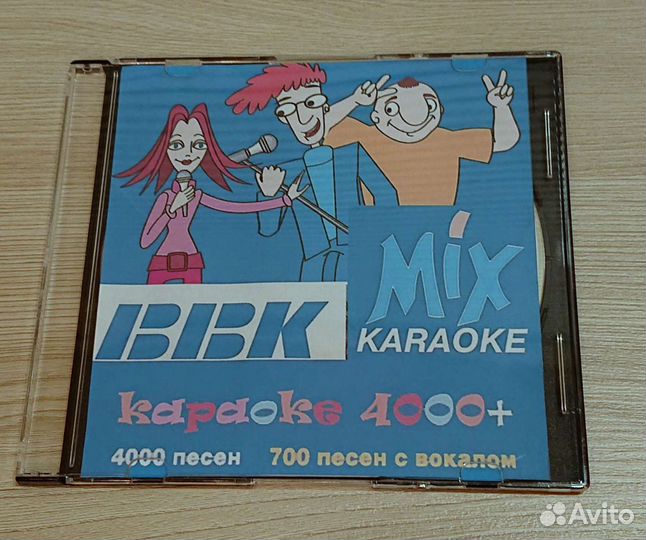 BBK
Mix
KARAOKE
караоке 4000+
4000 песен 700 песен с вокалом
Avito